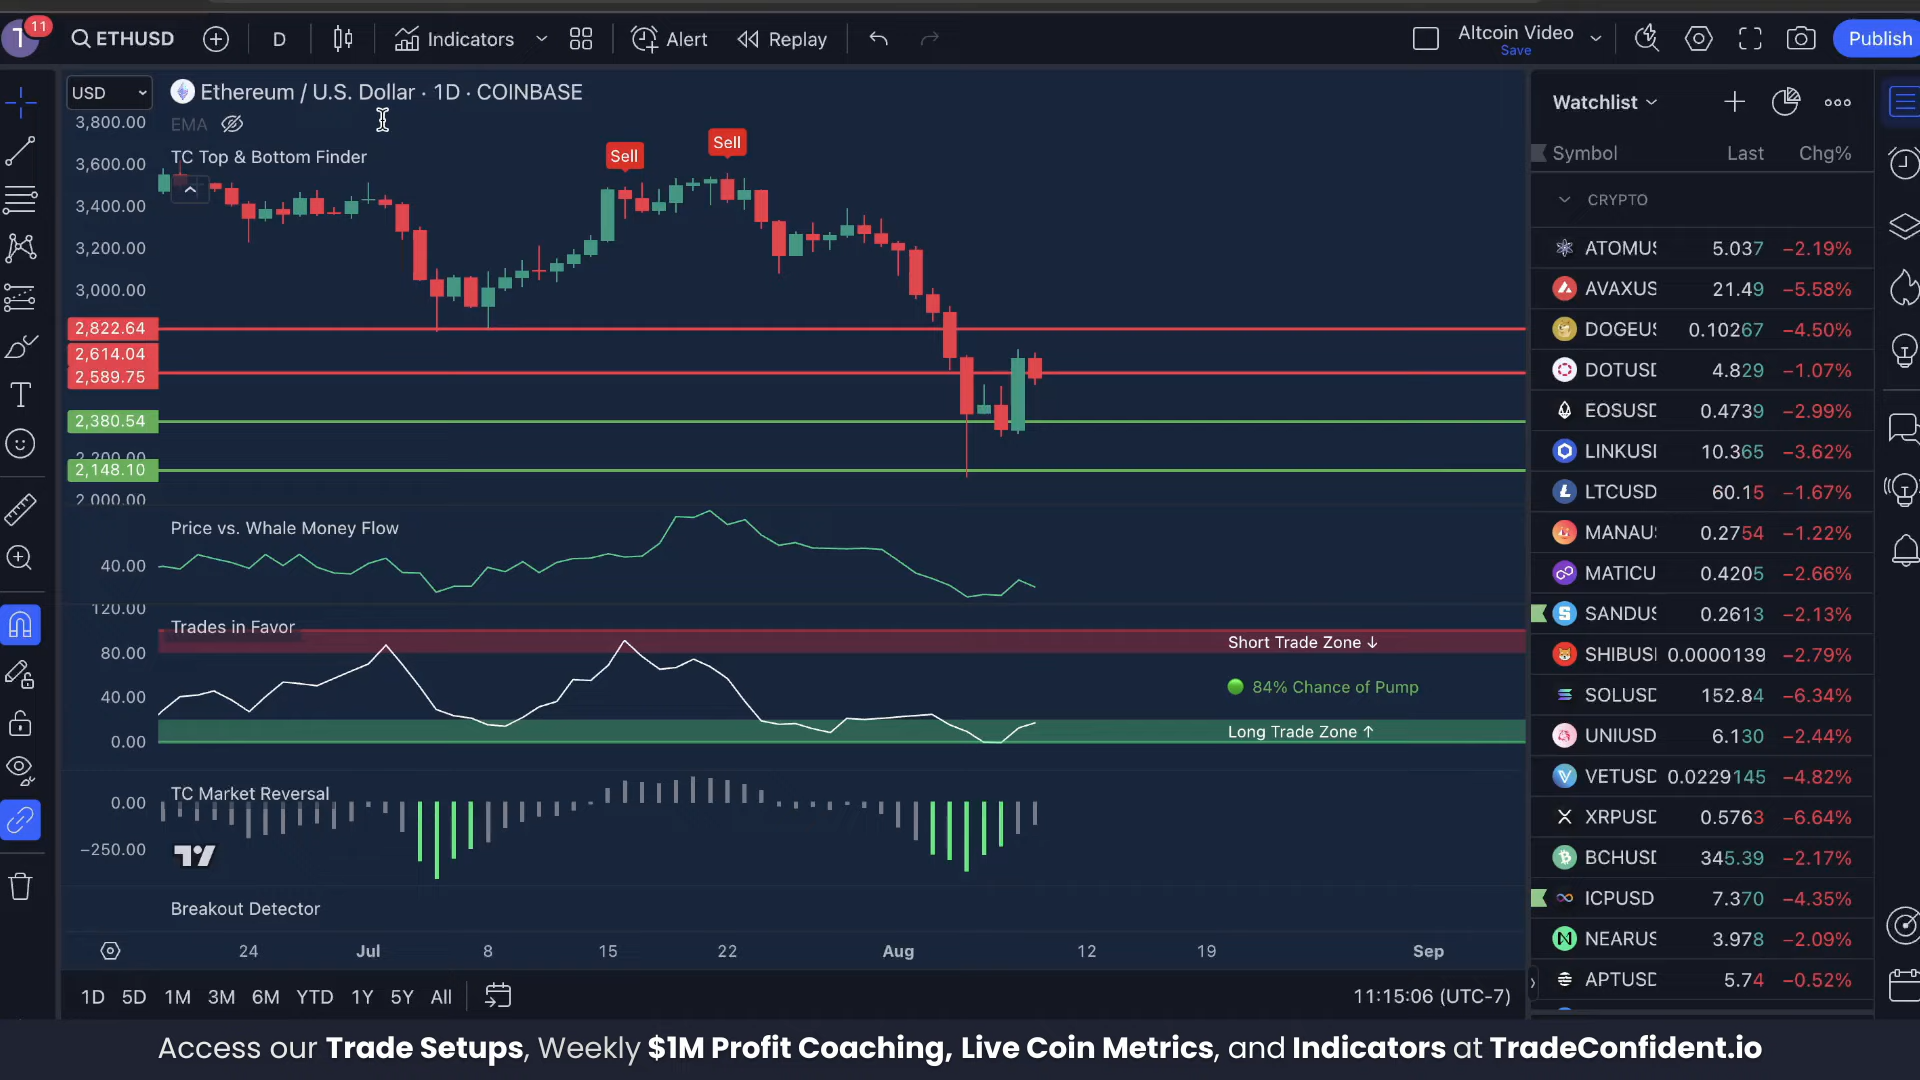 T 11 ETHUSD D Indicators Alert Replay Altcoin Video Save Publish
USD Ethereum / U.S. Dollar · 1D · COINBASE
EMA
TC Top & Bottom Finder
Sell
Sell
3,800.00
3,600.00
3,400.00
3,200.00
3,000.00
2,822.64
2,614.04
2,589.75
2,380.54
2,200.00
2,148.10
2,000.00
Price vs. Whale Money Flow
40.00
120.00
Trades in Favor
Short Trade Zone ↓
80.00
84% Chance of Pump
40.00
Long Trade Zone ↑
0.00
TC Market Reversal
0.00
−250.00
Breakout Detector
24 Jul 8 15 22 Aug 12 19 Sep
1D 5D 1M 3M 6M YTD 1Y 5Y All 11:15:06 (UTC-7)
Watchlist
Symbol Last Chg%
CRYPTO
ATOMUS 5.037 −2.19%
AVAXUS 21.49 −5.58%
DOGEUS 0.10267 −4.50%
DOTUSD 4.829 −1.07%
EOSUSD 0.4739 −2.99%
LINKUSD 10.365 −3.62%
LTCUSD 60.15 −1.67%
MANAUS 0.2754 −1.22%
MATICU 0.4205 −2.66%
SANDUS 0.2613 −2.13%
SHIBUSD 0.0000139 −2.79%
SOLUSD 152.84 −6.34%
UNIUSD 6.130 −2.44%
VETUSD 0.0229145 −4.82%
XRPUSD 0.5763 −6.64%
BCHUSD 345.39 −2.17%
ICPUSD 7.370 −4.35%
NEARUS 3.978 −2.09%
APTUSD 5.74 −0.52%
Access our Trade Setups, Weekly $1M Profit Coaching, Live Coin Metrics, and Indicators at TradeConfident.io